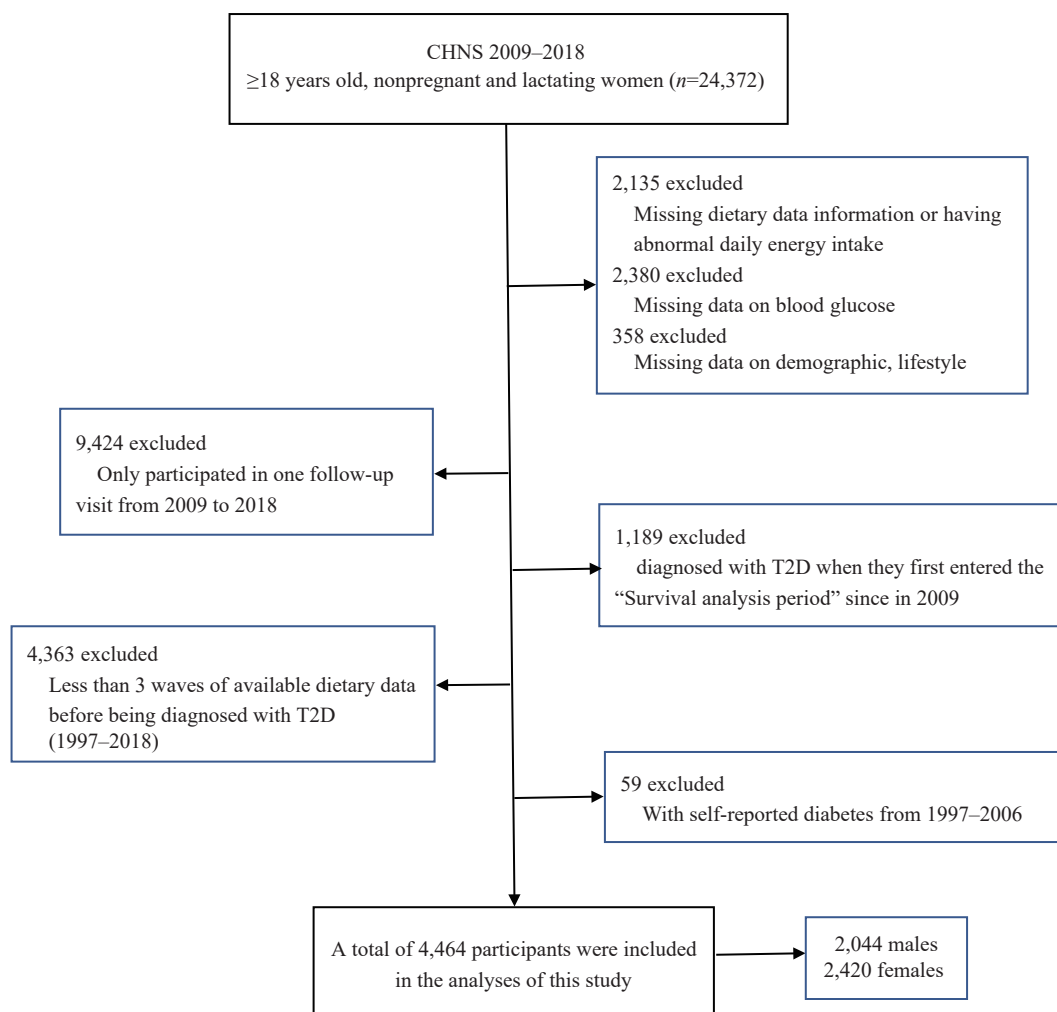 CHNS 2009–2018
≥18 years old, nonpregnant and lactating women (n=24,372)
2,135 excluded
Missing dietary data information or having
abnormal daily energy intake
2,380 excluded
Missing data on blood glucose
358 excluded
Missing data on demographic, lifestyle
9,424 excluded
Only participated in one follow-up
visit from 2009 to 2018
1,189 excluded
diagnosed with T2D when they first entered the
“Survival analysis period” since in 2009
4,363 excluded
Less than 3 waves of available dietary data
before being diagnosed with T2D
(1997–2018)
59 excluded
With self-reported diabetes from 1997–2006
A total of 4,464 participants were included
in the analyses of this study
2,044 males
2,420 females